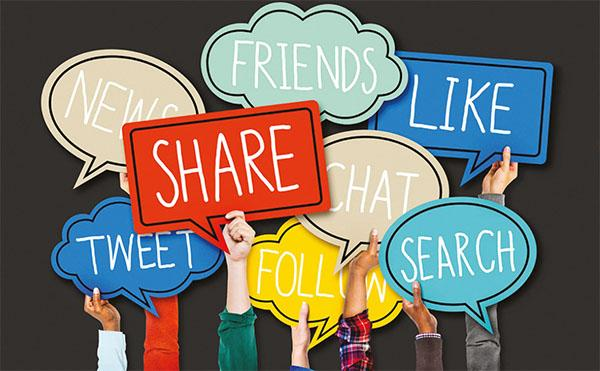 FRIENDS
NEWS
LIKE
SHARE
CHAT
TWEET
SEARCH
FOLLOW